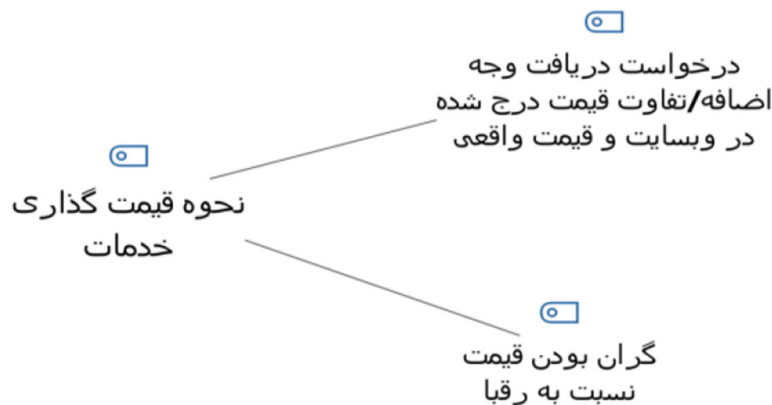 درخواست دریافت وجه
اضافه/تفاوت قیمت درج شده
در وبسایت و قیمت واقعی
نحوه قیمت گذاری
خدمات
گران بودن قیمت
نسبت به رقبا